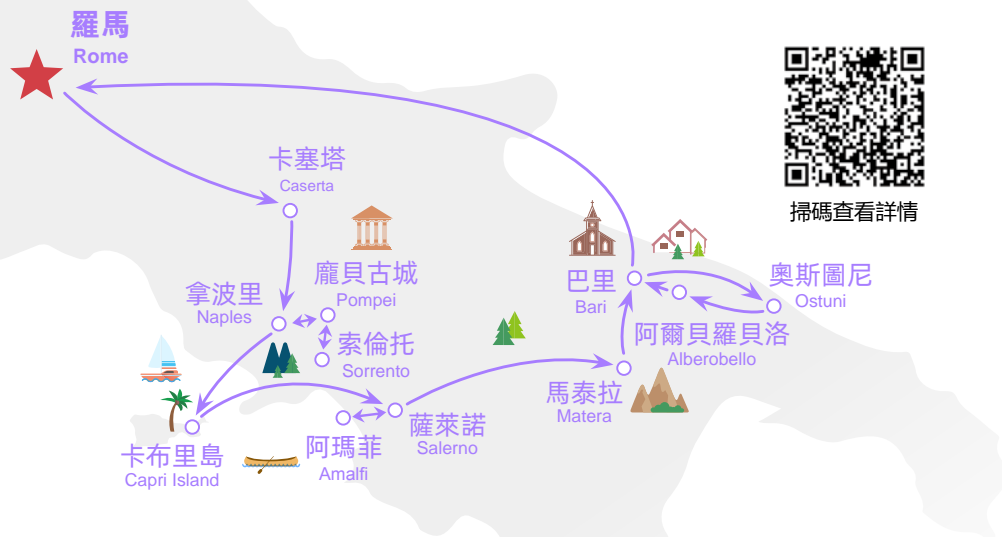 羅馬
Rome
掃碼查看詳情
卡塞塔
Caserta
龐貝古城
Pompei
拿波里
Naples
索倫托
Sorrento
巴里
Bari
奧斯圖尼
Ostuni
阿爾貝羅貝洛
Alberobello
馬泰拉
Matera
薩萊諾
Salerno
阿瑪菲
Amalfi
卡布里島
Capri Island